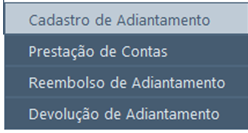 Cadastro de Adiantamento
Prestação de Contas
Reembolso de Adiantamento
Devolução de Adiantamento